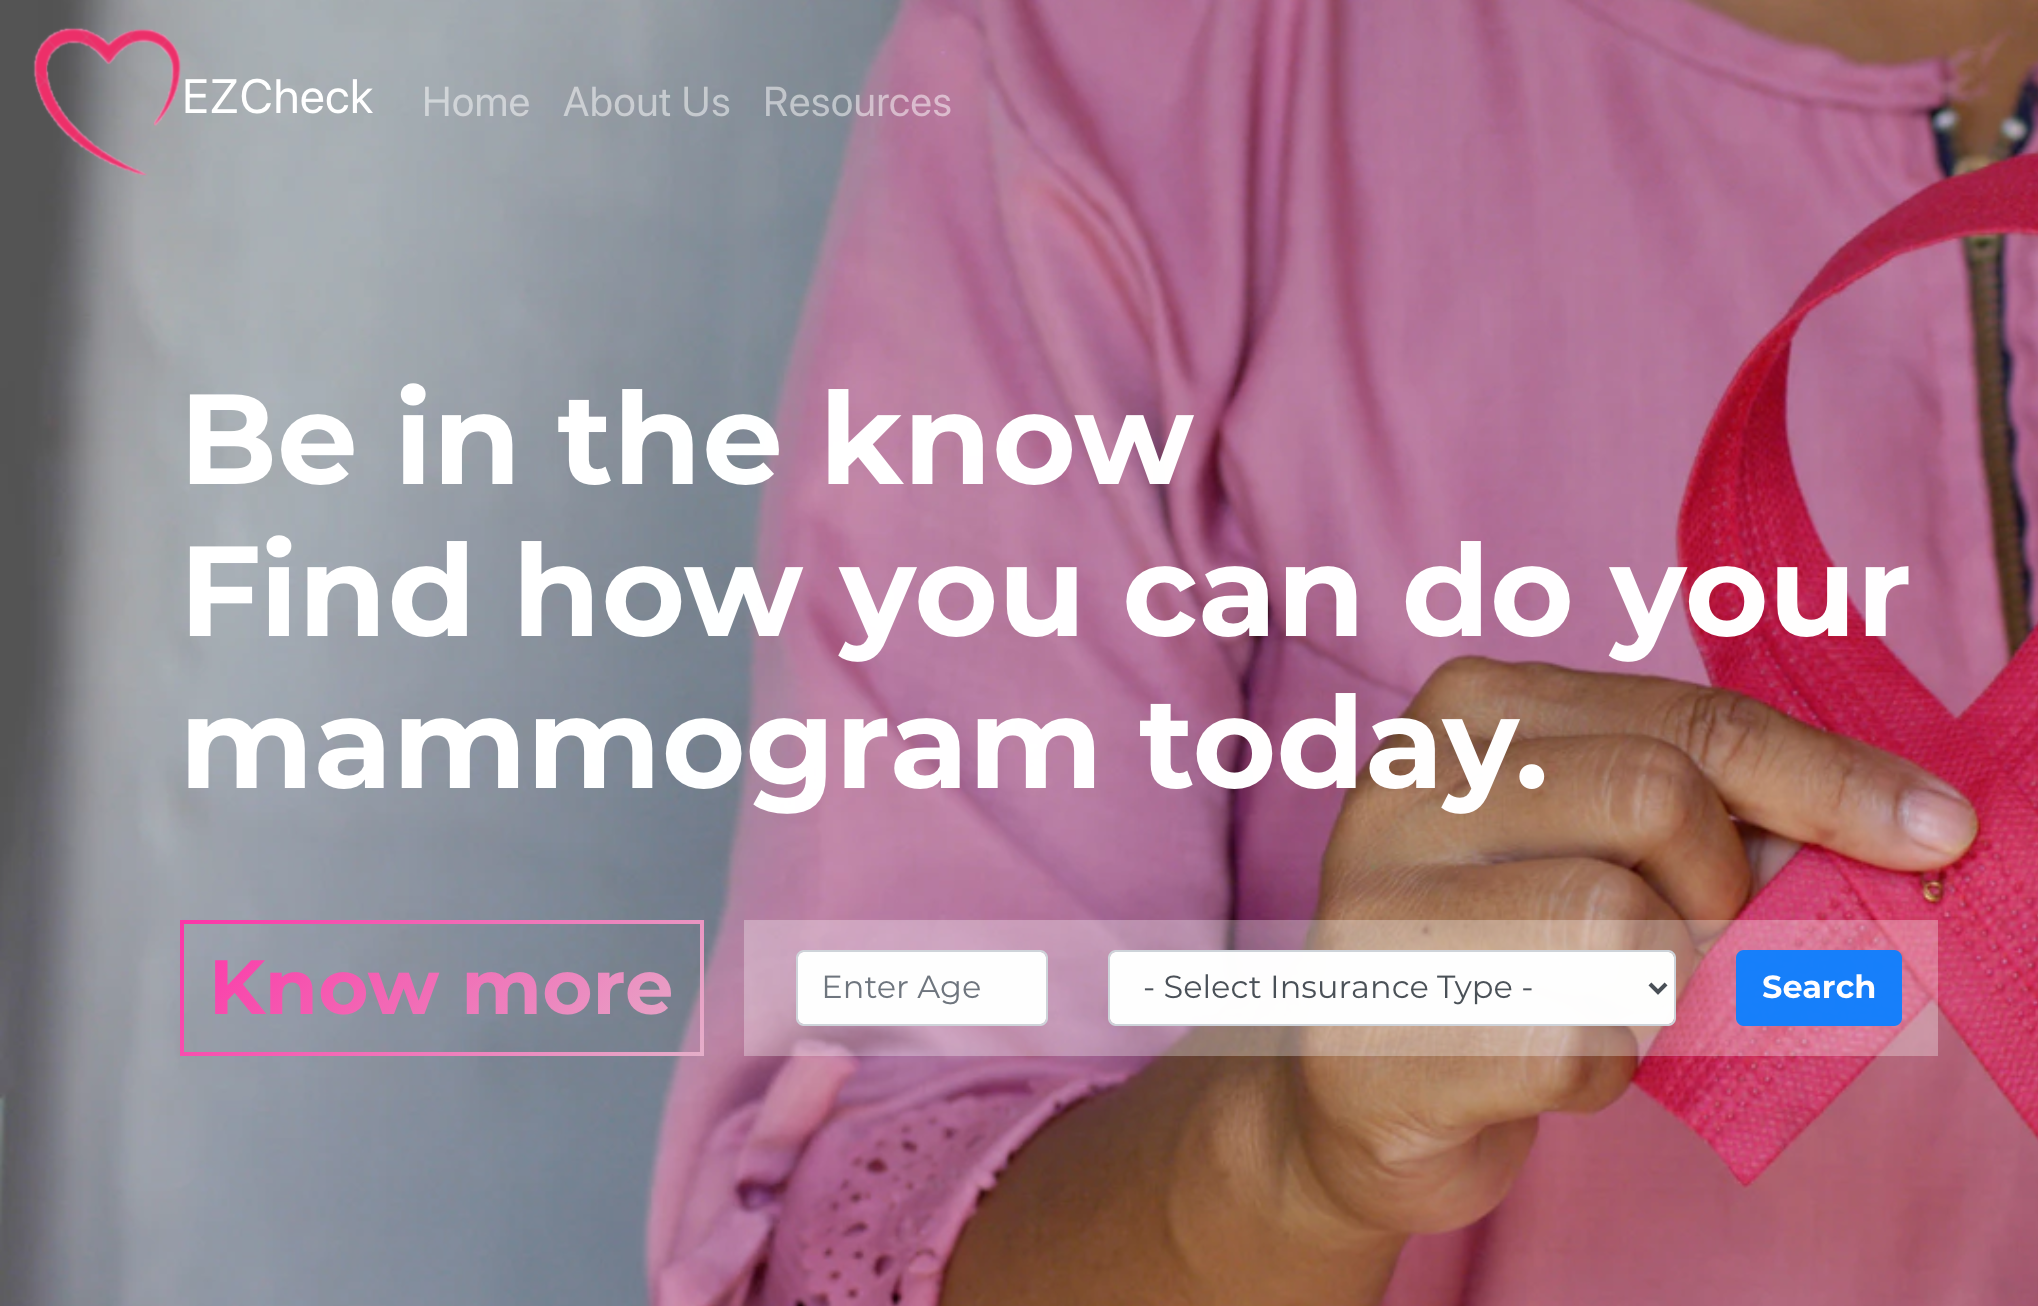 EZCheck Home About Us Resources
Be in the know
Find how you can do your
mammogram today.
Know more
Enter Age
- Select Insurance Type -
Search